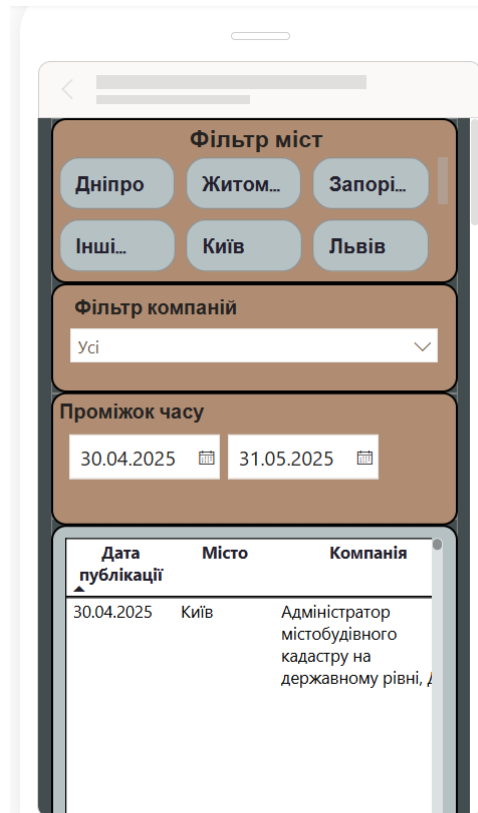 Фільтр міст
Дніпро Житом... Запорі...
Інші... Київ Львів
Фільтр компаній
Усі
Проміжок часу
30.04.2025 31.05.2025
Дата публікації Місто Компанія
30.04.2025 Київ Адміністратор
містобудівного
кадастру на
державному рівні,